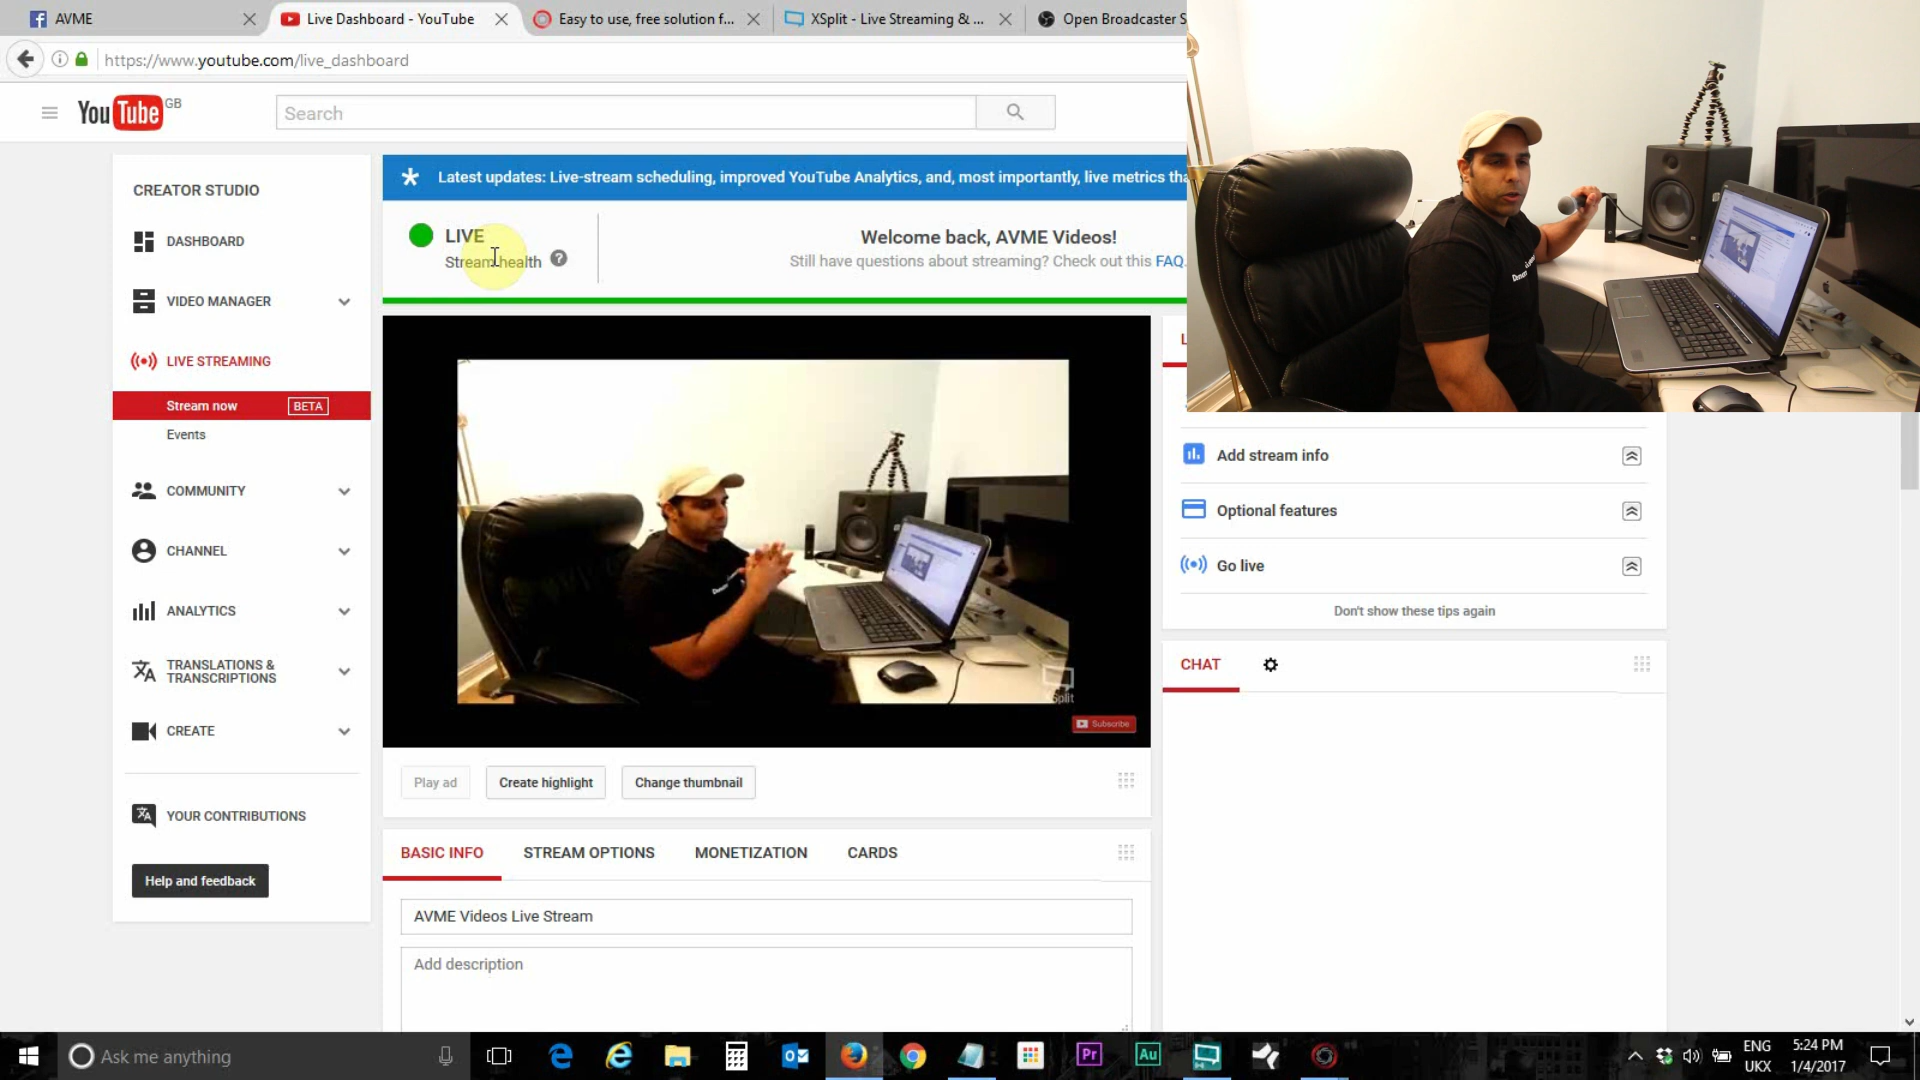 AVME
Live Dashboard - YouTube
Easy to use, free solution f...
XSplit - Live Streaming & ...
Open Broadcaster S
https://www.youtube.com/live_dashboard
YouTube GB
Search
CREATOR STUDIO
DASHBOARD
VIDEO MANAGER
LIVE STREAMING
Stream now BETA
Events
COMMUNITY
CHANNEL
ANALYTICS
TRANSLATIONS &
TRANSCRIPTIONS
CREATE
YOUR CONTRIBUTIONS
Help and feedback
Latest updates: Live-stream scheduling, improved YouTube Analytics, and, most importantly, live metrics tha
LIVE
Stream health ?
Welcome back, AVME Videos!
Still have questions about streaming? Check out this FAQ.
XSplit
Subscribe
Play ad
Create highlight
Change thumbnail
BASIC INFO
STREAM OPTIONS
MONETIZATION
CARDS
AVME Videos Live Stream
Add description
Add stream info
Optional features
Go live
Don't show these tips again
CHAT
Ask me anything
Pr
Au
ENG
UKX
5:24 PM
1/4/2017